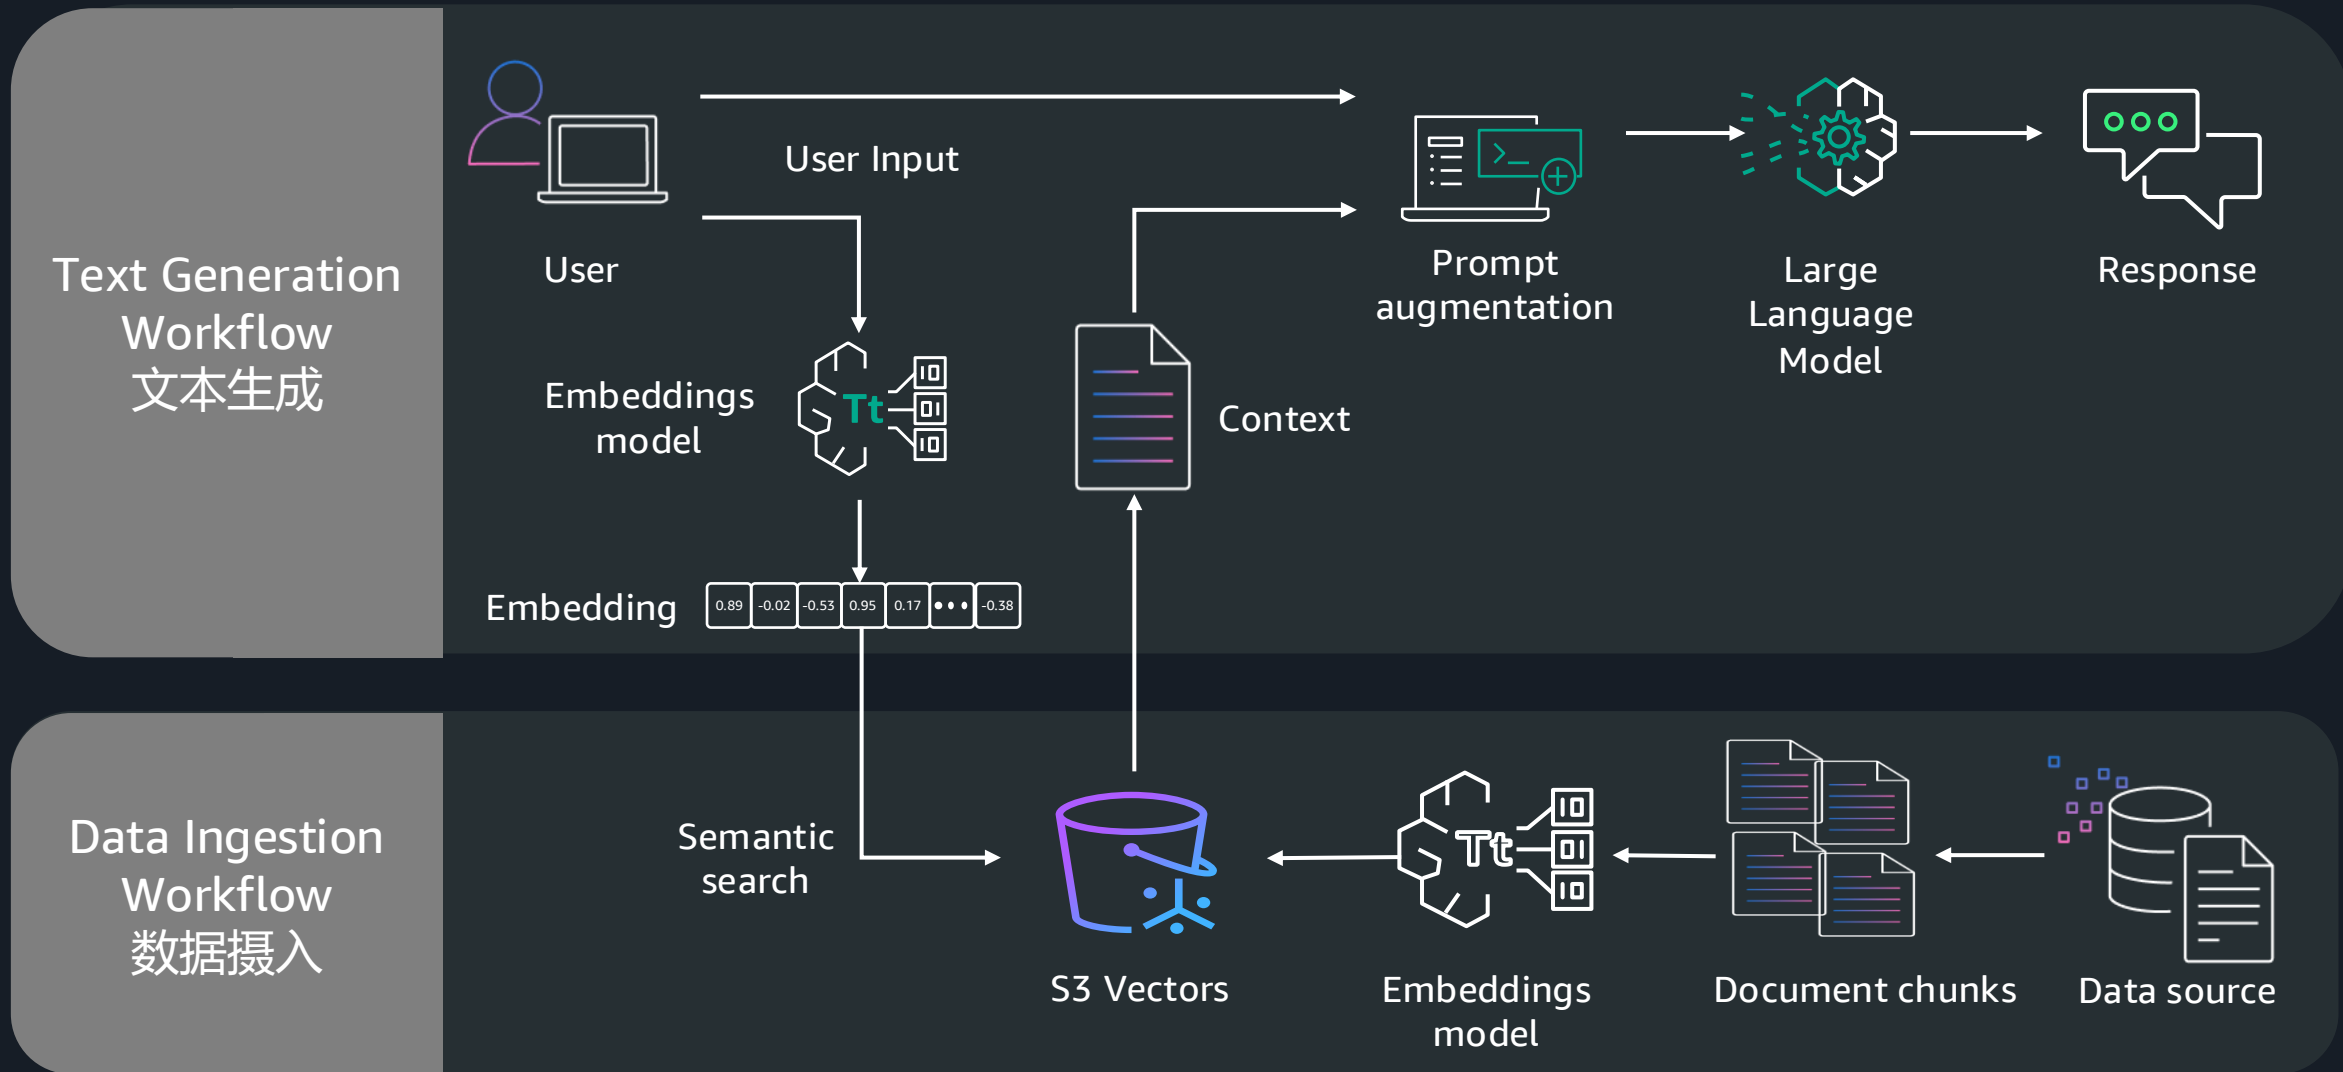 Text Generation
Workflow
文本生成
User
User Input
Embeddings
model
Tt
Embedding
0.89 -0.02 -0.53 0.95 0.17 ••• -0.38
Context
Prompt
augmentation
Large
Language
Model
Response
Data Ingestion
Workflow
数据摄入
Semantic
search
S3 Vectors
Tt
Embeddings
model
Document chunks
Data source